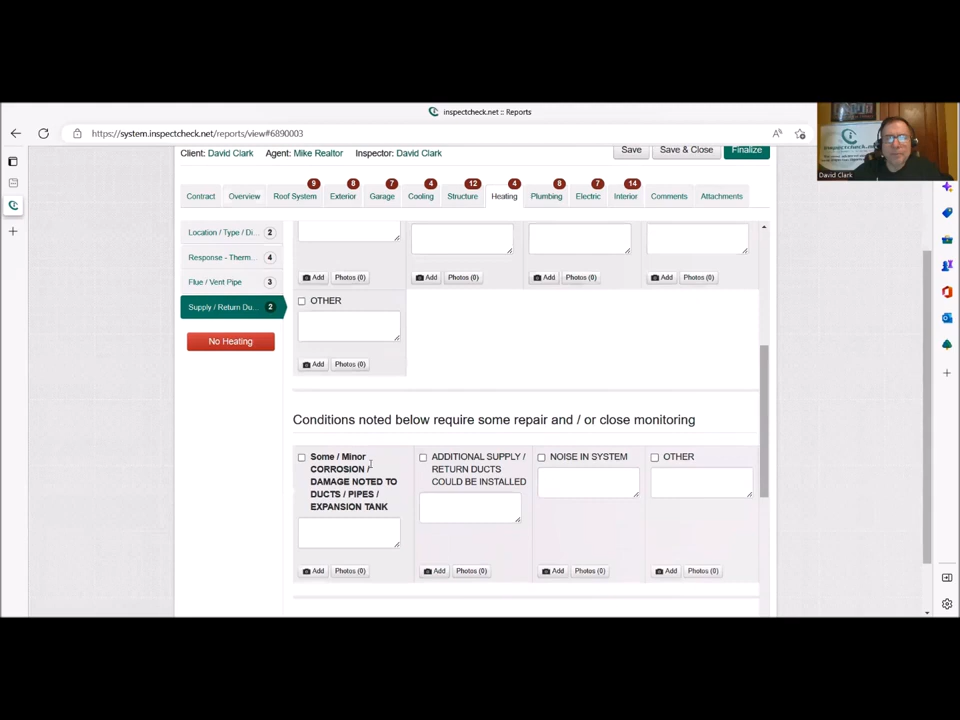 inspectcheck.net :: Reports
https://system.inspectcheck.net/reports/view#6890003
inspectcheck.net
David Clark
Client: David Clark Agent: Mike Realtor Inspector: David Clark
Save Save & Close Finalize
9 8 7 4 12 4 8 7 14
Contract Overview Roof System Exterior Garage Cooling Structure Heating Plumbing Electric Interior Comments Attachments
Location / Type / Di... 2
Response - Therm... 4
Flue / Vent Pipe 3
Supply / Return Du... 2
No Heating
Add Photos (0) Add Photos (0) Add Photos (0) Add Photos (0)
OTHER
Add Photos (0)
Conditions noted below require some repair and / or close monitoring
Some / Minor
CORROSION /
DAMAGE NOTED TO
DUCTS / PIPES /
EXPANSION TANK
ADDITIONAL SUPPLY /
RETURN DUCTS
COULD BE INSTALLED
NOISE IN SYSTEM
OTHER
Add Photos (0) Add Photos (0) Add Photos (0) Add Photos (0)